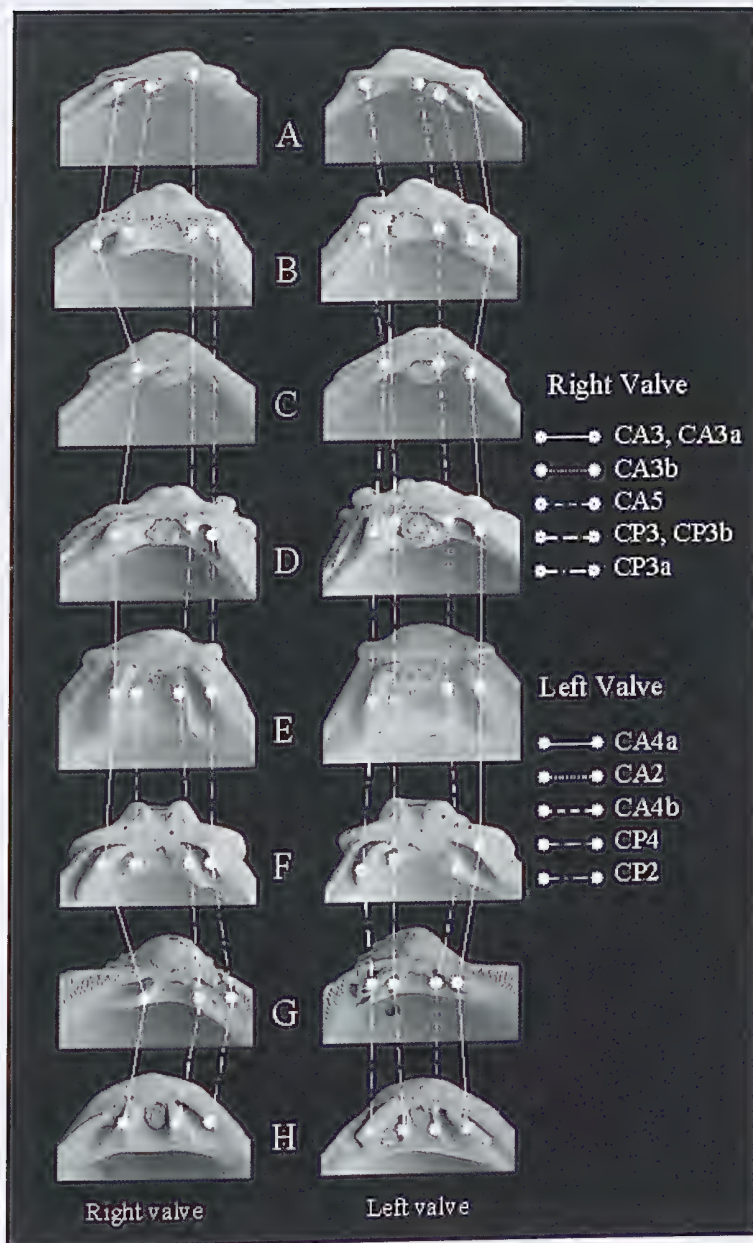 A
B
C
D
E
F
G
H
Right Valve
CA3, CA3a
CA3b
CA5
CP3, CP3b
CP3a
Left Valve
CA4a
CA2
CA4b
CP4
CP2
Right valve
Left valve